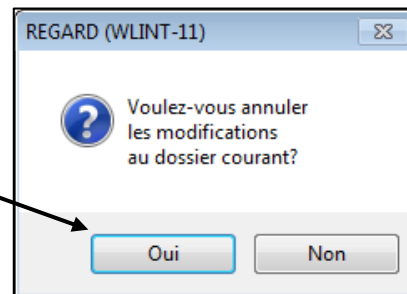 REGARD (WLINT-11)
Voulez-vous annuler
les modifications
au dossier courant?
Oui
Non